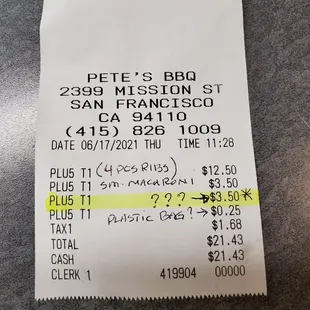 PETE'S BBQ
2399 MISSION ST
SAN FRANCISCO
CA 94110
(415) 826 1009
DATE 06/17/2021 THU TIME 11:28
PLU5 T1 (4 PCS RIBS) $12.50
PLU5 T1 SM. MACARONI $3.50
PLU5 T1 ??? → $3.50 *
PLU5 T1 PLASTIC BAG? → $0.25
TAX1 $1.68
TOTAL $21.43
CASH $21.43
CLERK 1 419904 00000